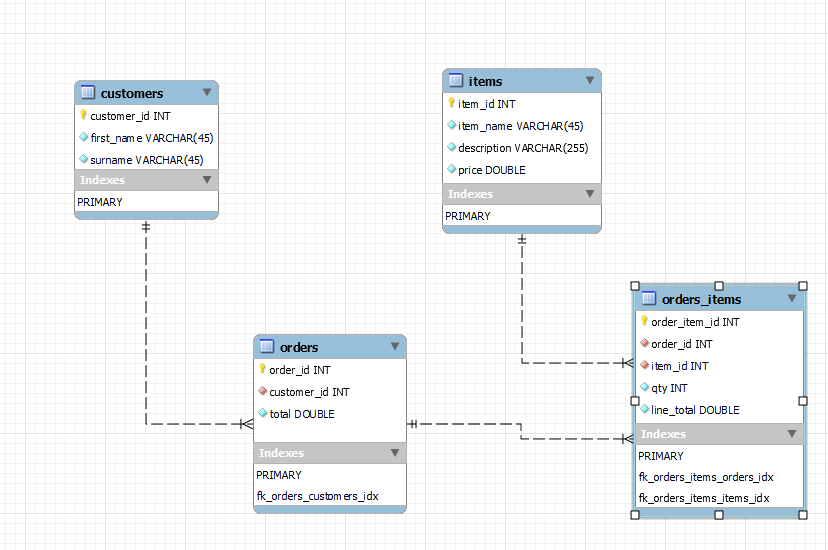 customers
customer_id INT
first_name VARCHAR(45)
surname VARCHAR(45)
Indexes
PRIMARY
items
item_id INT
item_name VARCHAR(45)
description VARCHAR(255)
price DOUBLE
Indexes
PRIMARY
orders
order_id INT
customer_id INT
total DOUBLE
Indexes
PRIMARY
fk_orders_customers_idx
orders_items
order_item_id INT
order_id INT
item_id INT
qty INT
line_total DOUBLE
Indexes
PRIMARY
fk_orders_items_orders_idx
fk_orders_items_items_idx